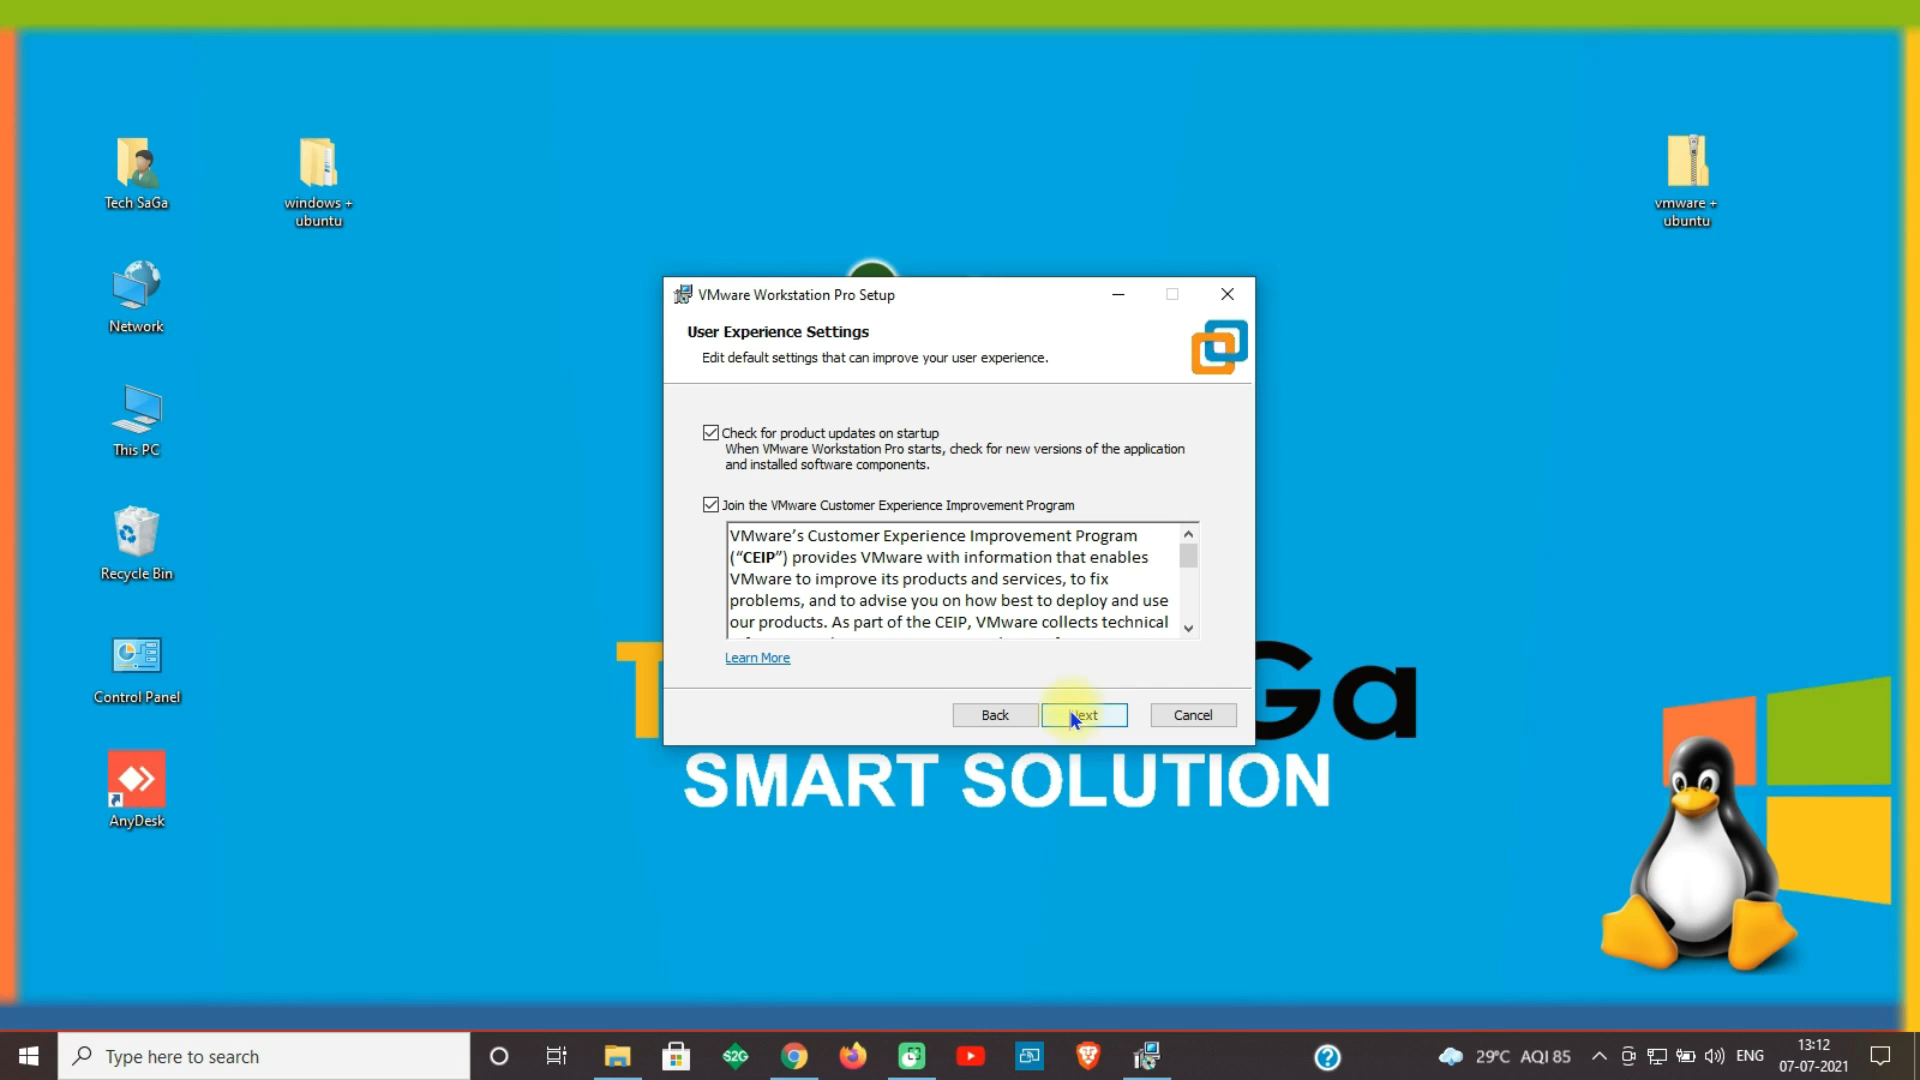 Tech SaGa
windows +
ubuntu
vmware +
ubuntu
Network
This PC
Recycle Bin
Control Panel
AnyDesk
VMware Workstation Pro Setup
User Experience Settings
Edit default settings that can improve your user experience.
Check for product updates on startup
When VMware Workstation Pro starts, check for new versions of the application
and installed software components.
Join the VMware Customer Experience Improvement Program
VMware’s Customer Experience Improvement Program
(“CEIP”) provides VMware with information that enables
VMware to improve its products and services, to fix
problems, and to advise you on how best to deploy and use
our products. As part of the CEIP, VMware collects technical
Learn More
Back
Next
Cancel
T
Ga
SMART SOLUTION
Type here to search
S2G
29°C AQI 85
ENG
13:12
07-07-2021